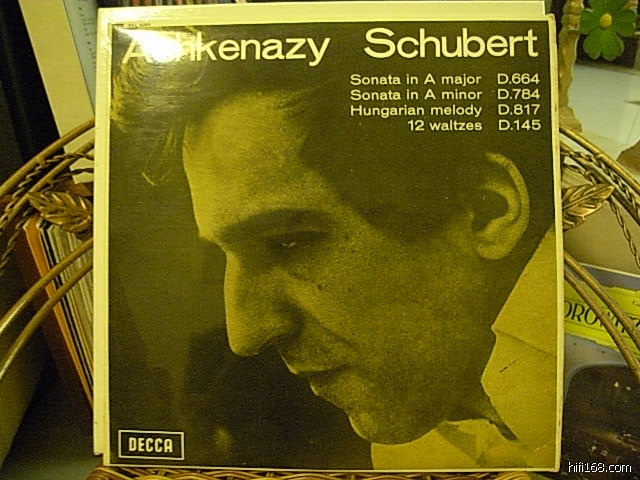 Ashkenazy Schubert
Sonata in A major D.664
Sonata in A minor D.784
Hungarian melody D.817
12 waltzes D.145
DECCA
hifi168.com